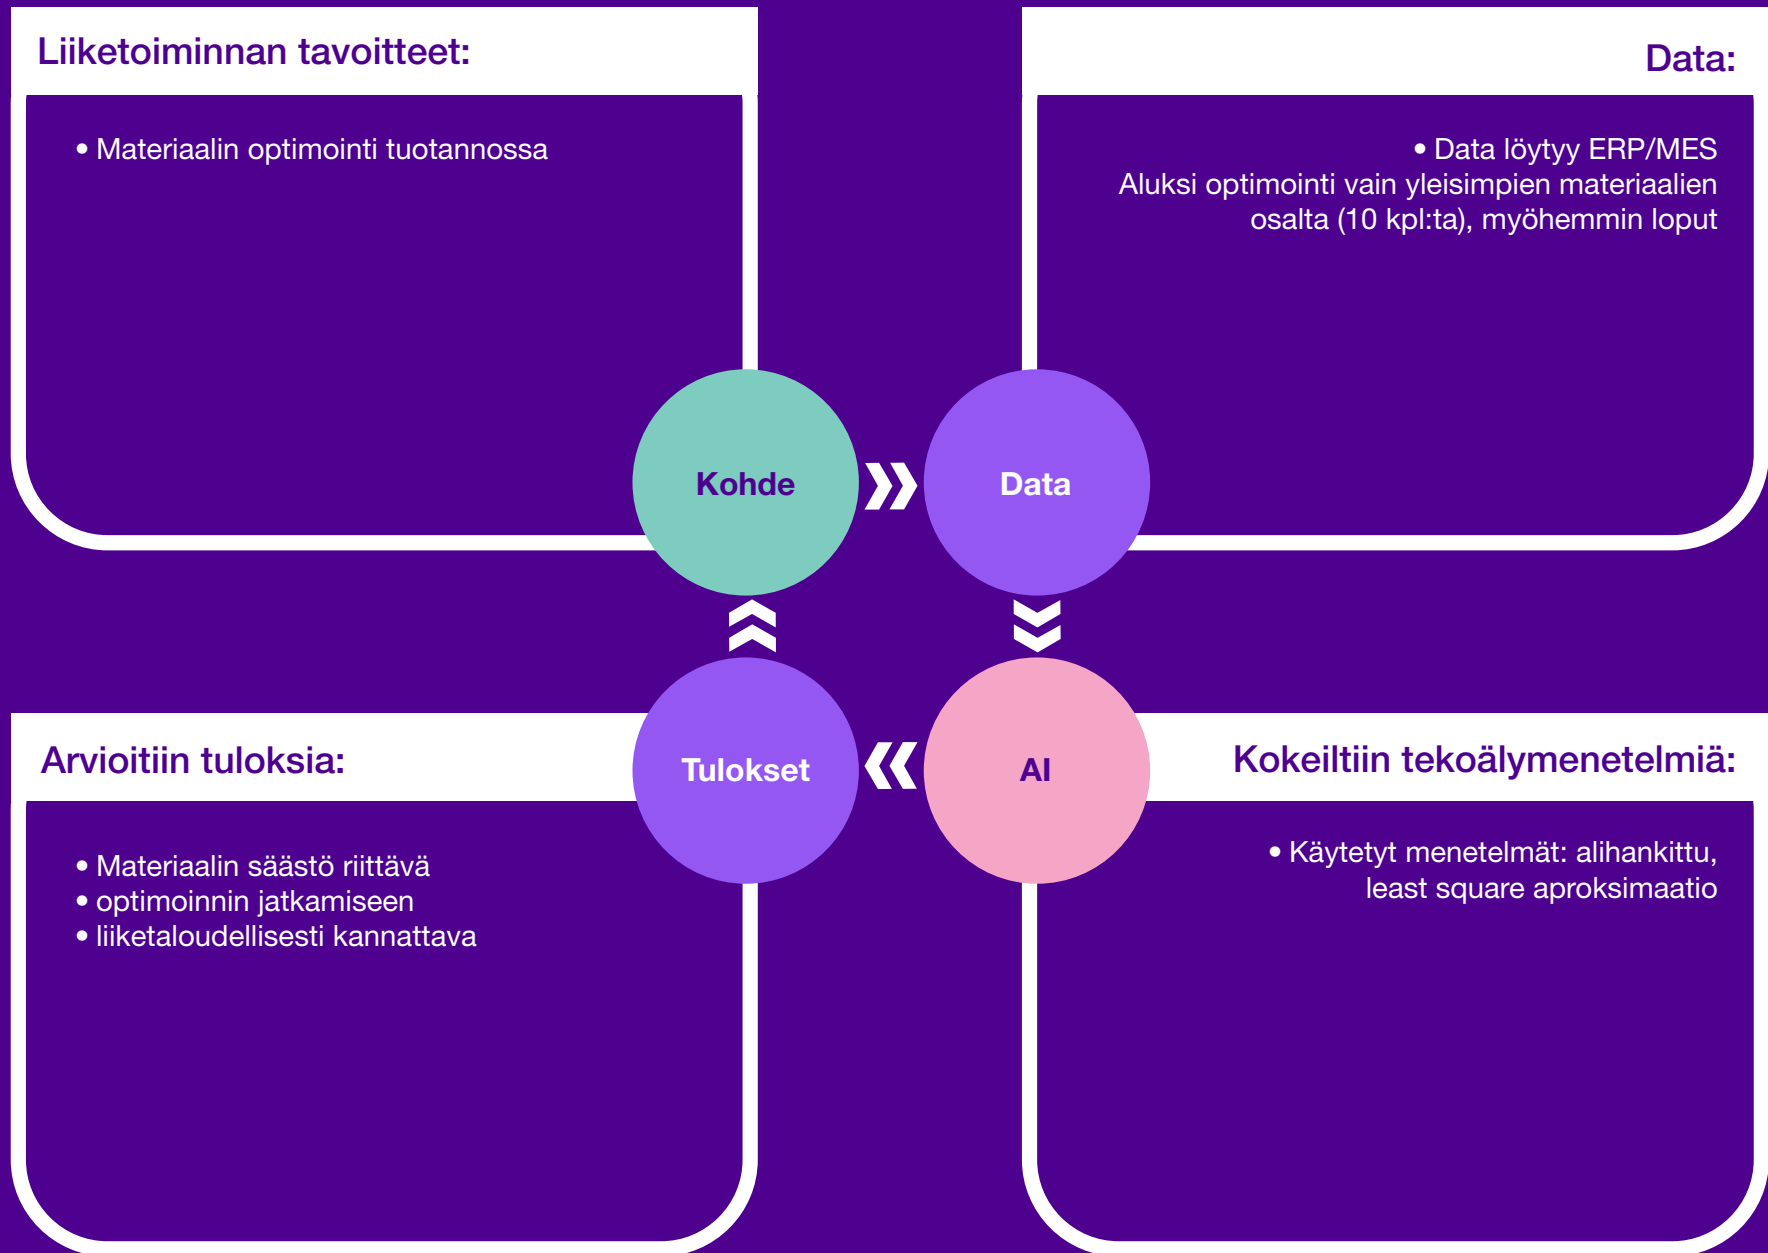 Liiketoiminnan tavoitteet:
• Materiaalin optimointi tuotannossa
Data:
• Data löytyy ERP/MES
Aluksi optimointi vain yleisimpien materiaalien
osalta (10 kpl:ta), myöhemmin loput
Kohde
Data
Tulokset
AI
Arvioitiin tuloksia:
• Materiaalin säästö riittävä
• optimoinnin jatkamiseen
• liiketaloudellisesti kannattava
Kokeiltiin tekoälymenetelmiä:
• Käytetyt menetelmät: alihankittu,
least square aproksimaatio